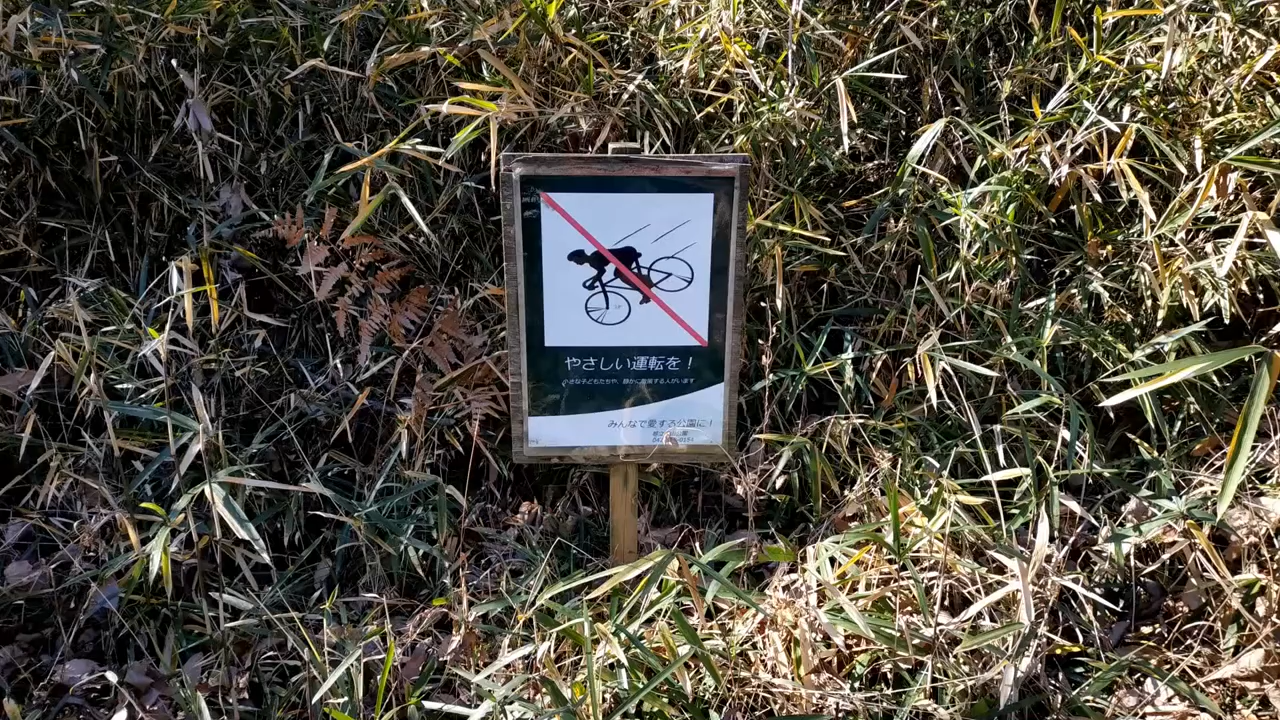 やさしい運転を！
小さな子どもたちや、静かに散策する人がいます
みんなで愛する公園に！